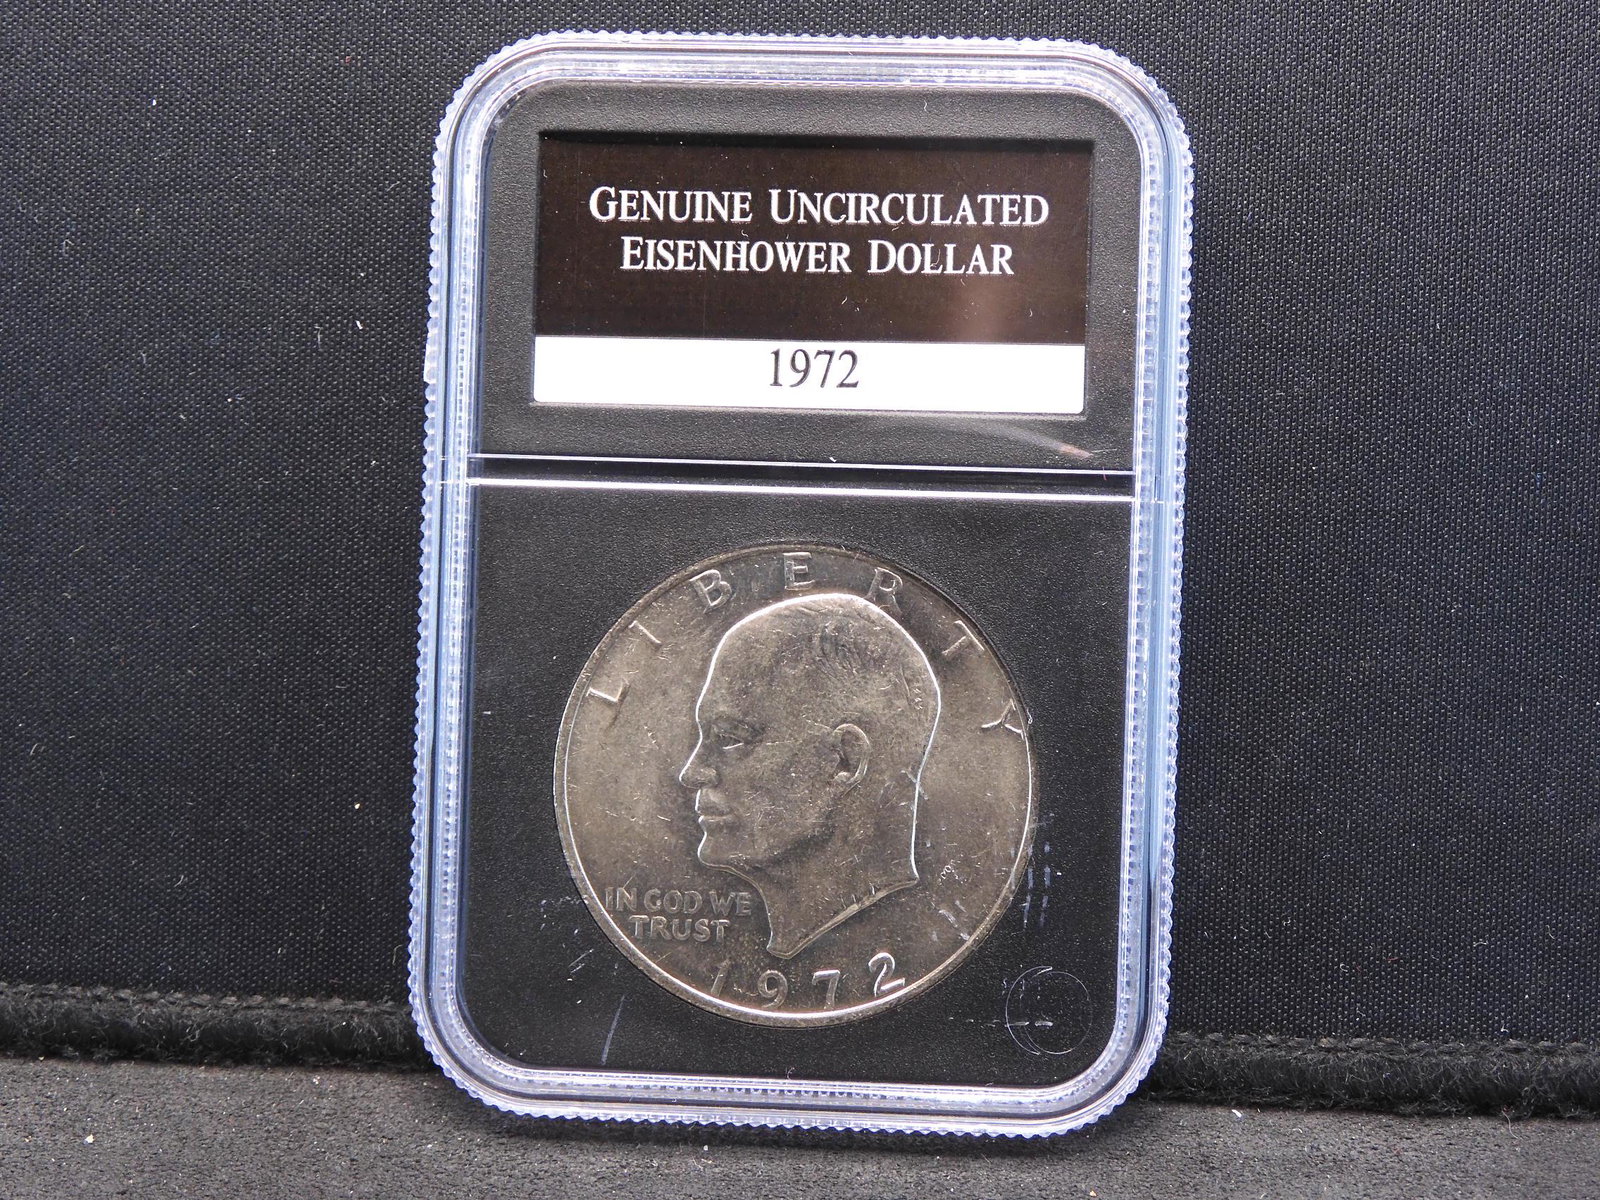 GENUINE UNCIRCULATED
EISENHOWER DOLLAR
1972
LIBERTY
IN GOD WE
TRUST
1972